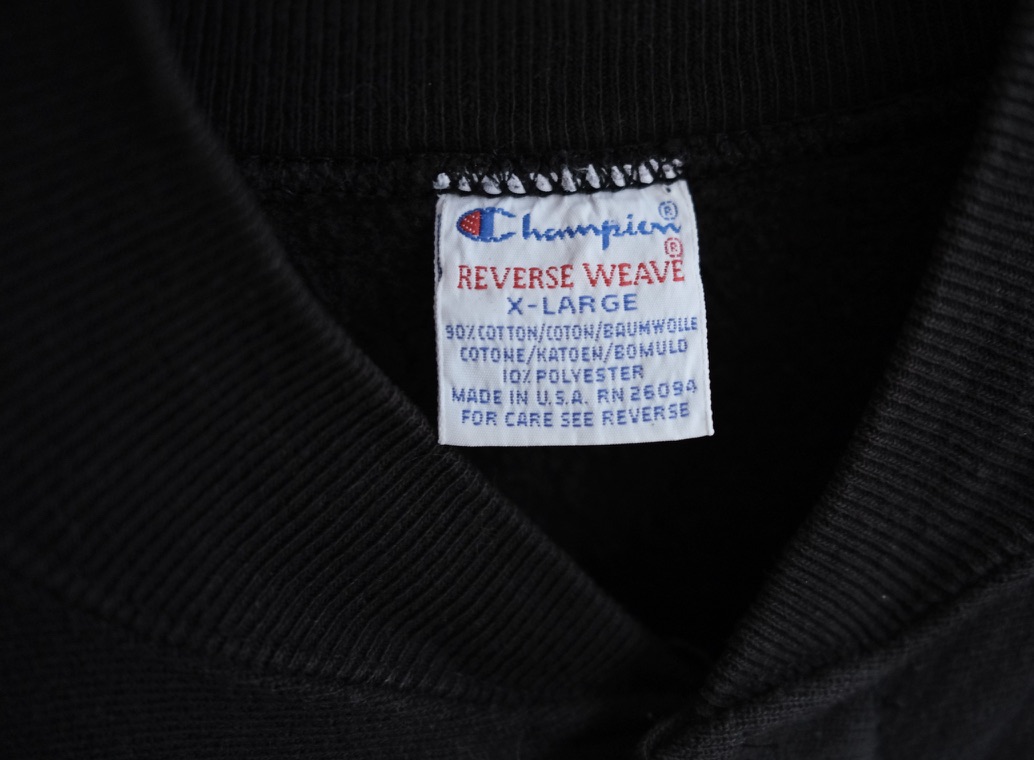 Champion®
REVERSE WEAVE®
X-LARGE
90%COTTON/COTON/BAUMWOLLE
COTONE/KATOEN/BOMULD
10% POLYESTER
MADE IN U.S.A. RN 26094
FOR CARE SEE REVERSE